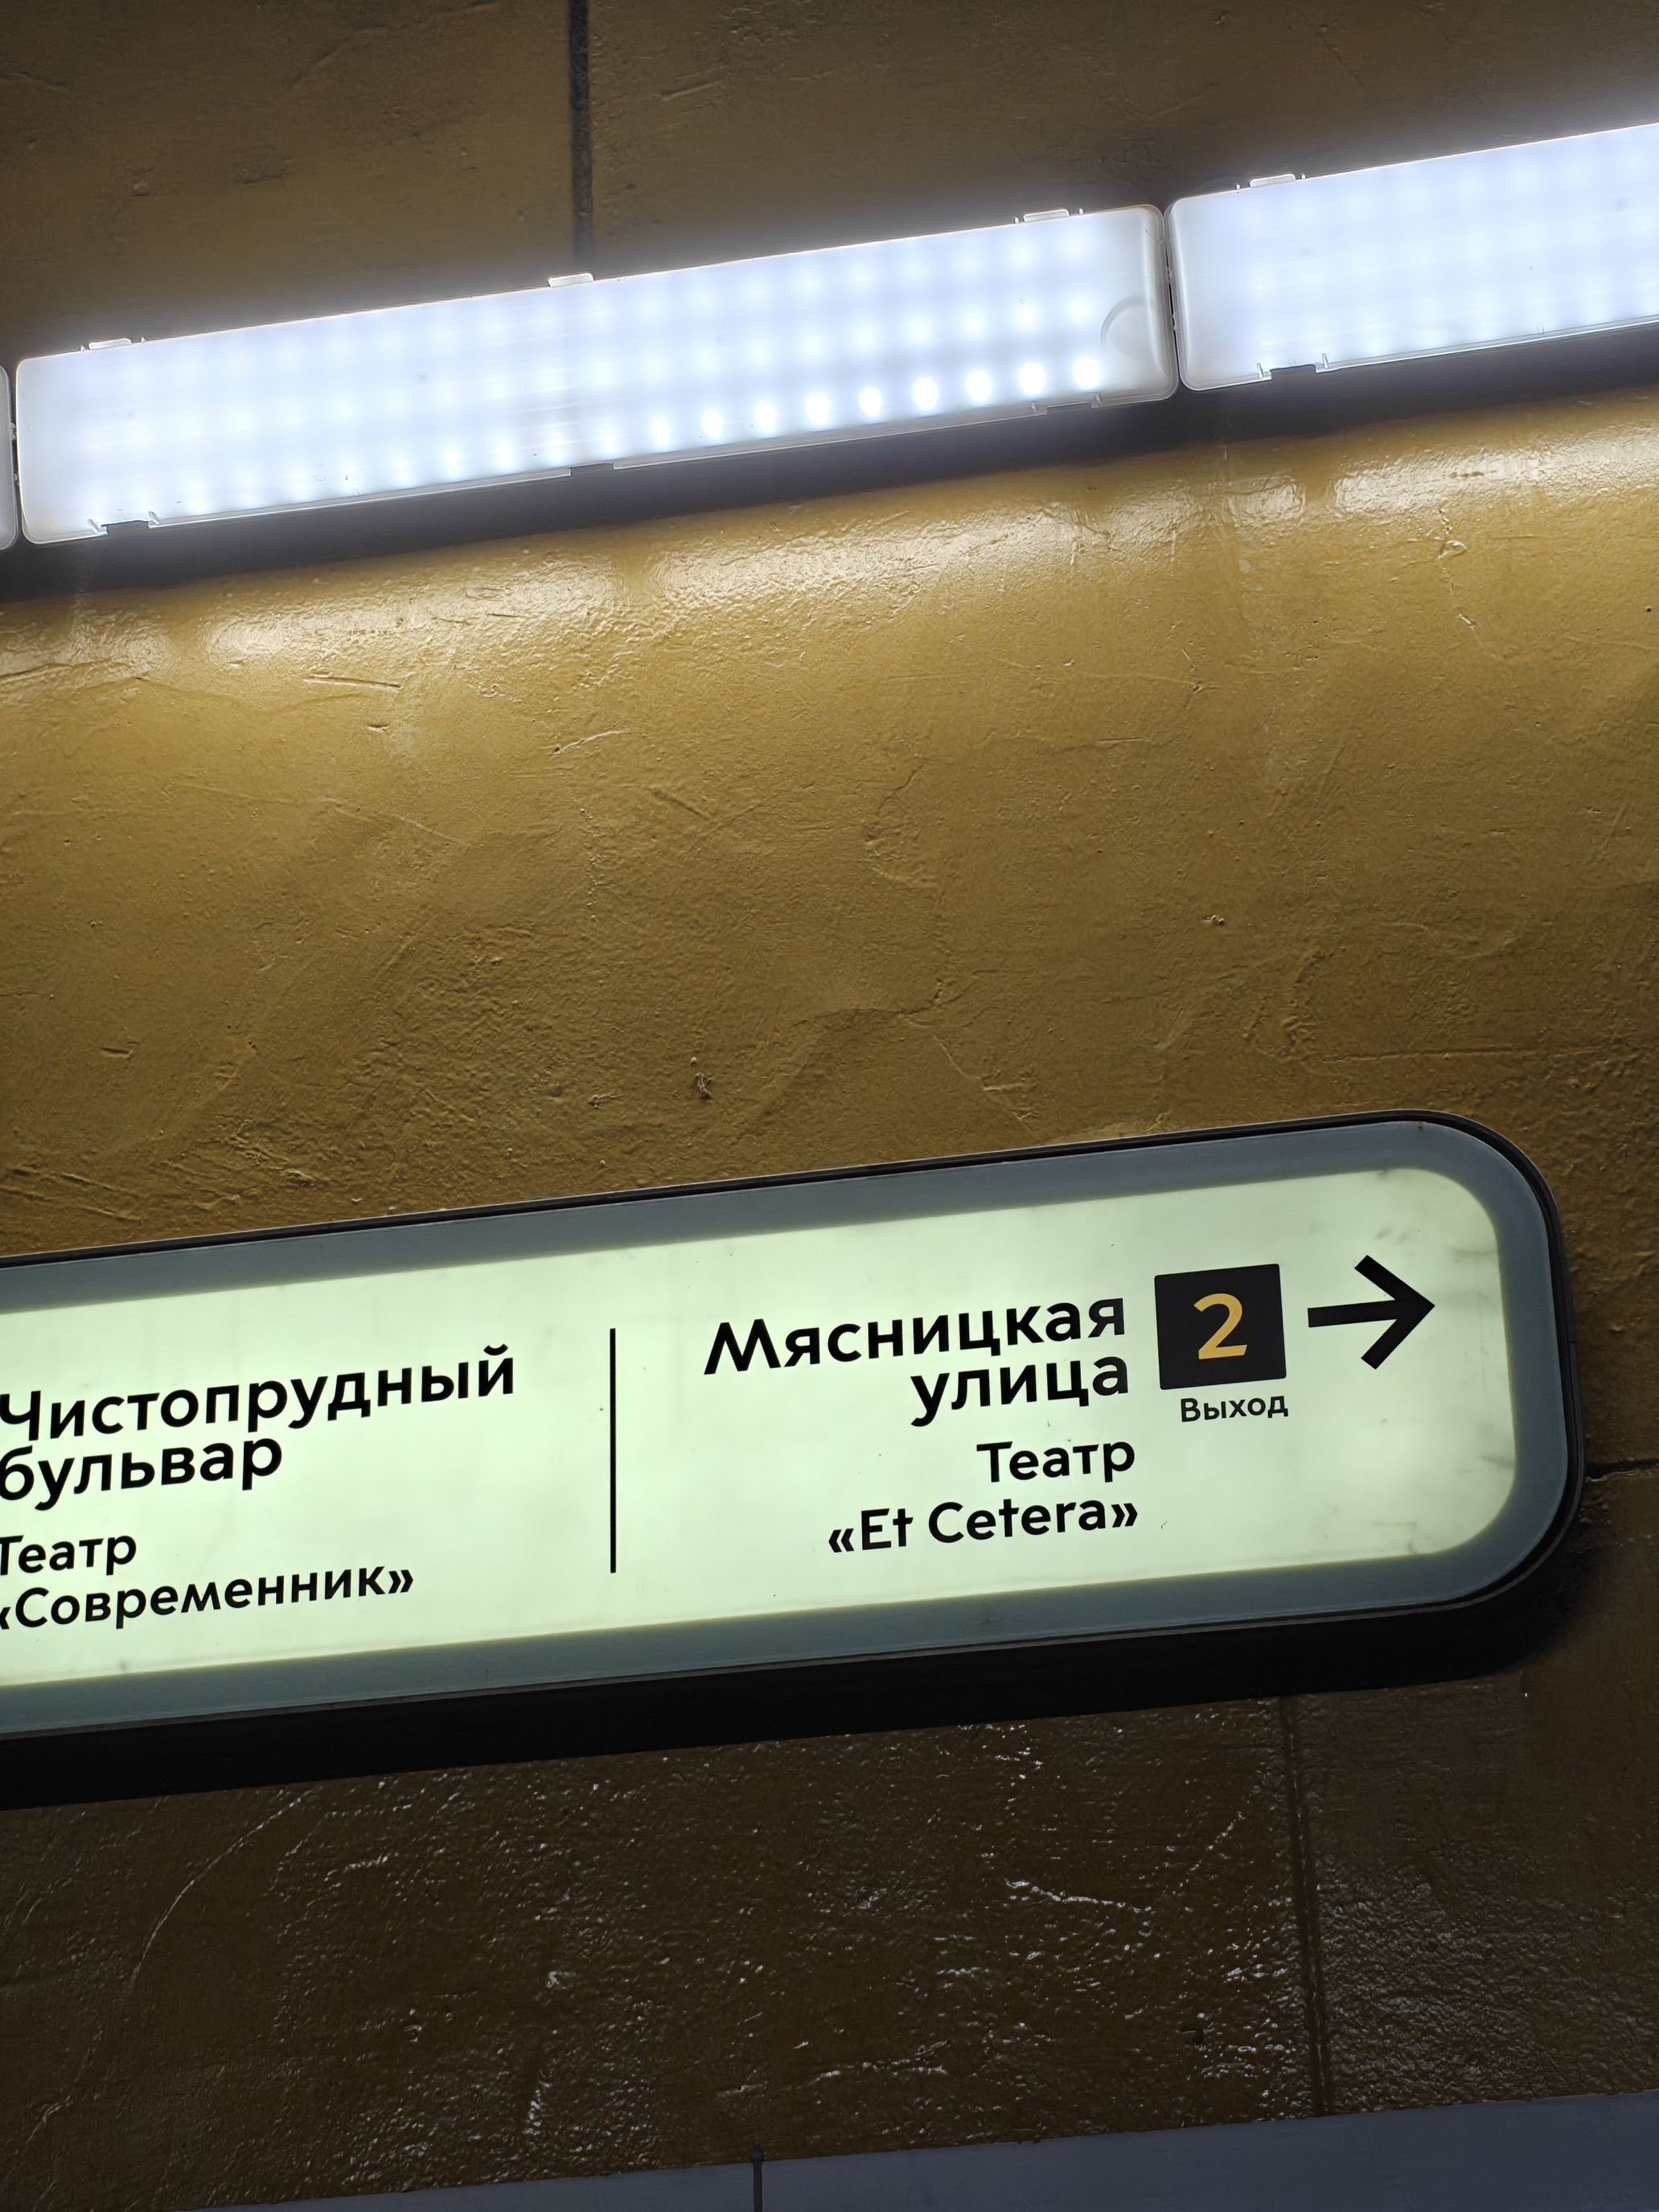 Чистопрудный
бульвар
Театр
«Современник»
Мясницкая
улица
Театр
«Et Cetera»
2
Выход
→